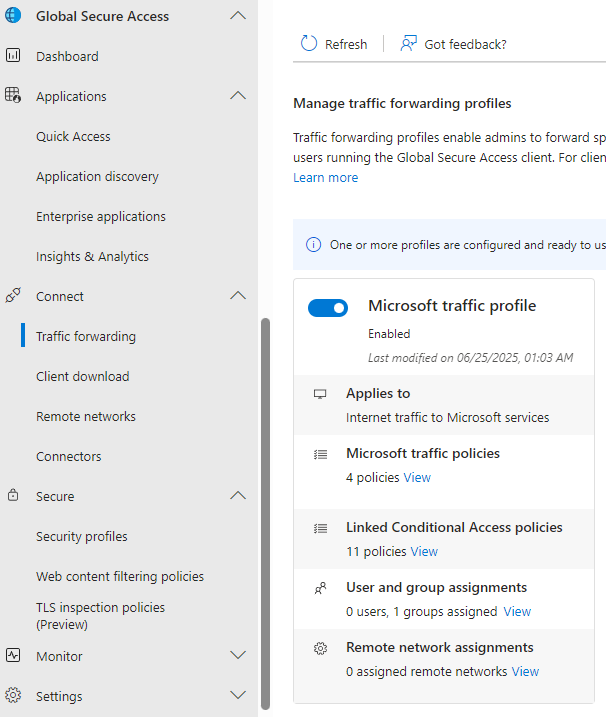 Global Secure Access
Dashboard
Applications
Quick Access
Application discovery
Enterprise applications
Insights & Analytics
Connect
Traffic forwarding
Client download
Remote networks
Connectors
Secure
Security profiles
Web content filtering policies
TLS inspection policies
(Preview)
Monitor
Settings
Refresh
Got feedback?
Manage traffic forwarding profiles
Traffic forwarding profiles enable admins to forward sp
users running the Global Secure Access client. For clien
Learn more
One or more profiles are configured and ready to us
Microsoft traffic profile
Enabled
Last modified on 06/25/2025, 01:03 AM
Applies to
Internet traffic to Microsoft services
Microsoft traffic policies
4 policies View
Linked Conditional Access policies
11 policies View
User and group assignments
0 users, 1 groups assigned View
Remote network assignments
0 assigned remote networks View